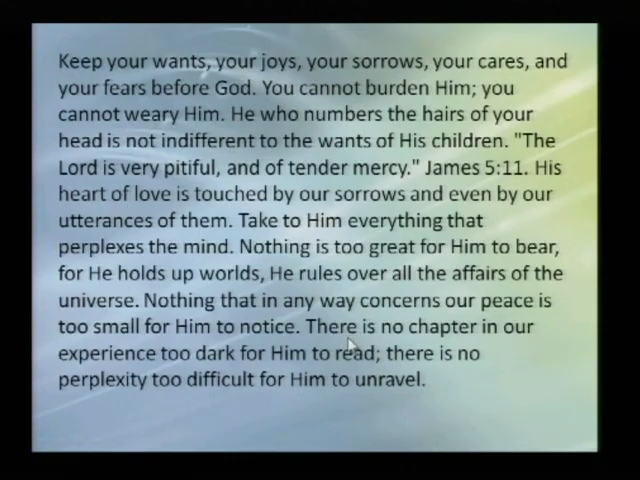 Keep your wants, your joys, your sorrows, your cares, and
your fears before God. You cannot burden Him; you
cannot weary Him. He who numbers the hairs of your
head is not indifferent to the wants of His children. "The
Lord is very pitiful, and of tender mercy." James 5:11. His
heart of love is touched by our sorrows and even by our
utterances of them. Take to Him everything that
perplexes the mind. Nothing is too great for Him to bear,
for He holds up worlds, He rules over all the affairs of the
universe. Nothing that in any way concerns our peace is
too small for Him to notice. There is no chapter in our
experience too dark for Him to read; there is no
perplexity too difficult for Him to unravel.